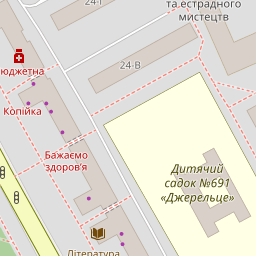 24-Г
та естрадного
мистецтв
юджетна
24-В
Копійка
Бажаємо
здоров'я
Дитячий
садок №691
«Джерельце»
Література